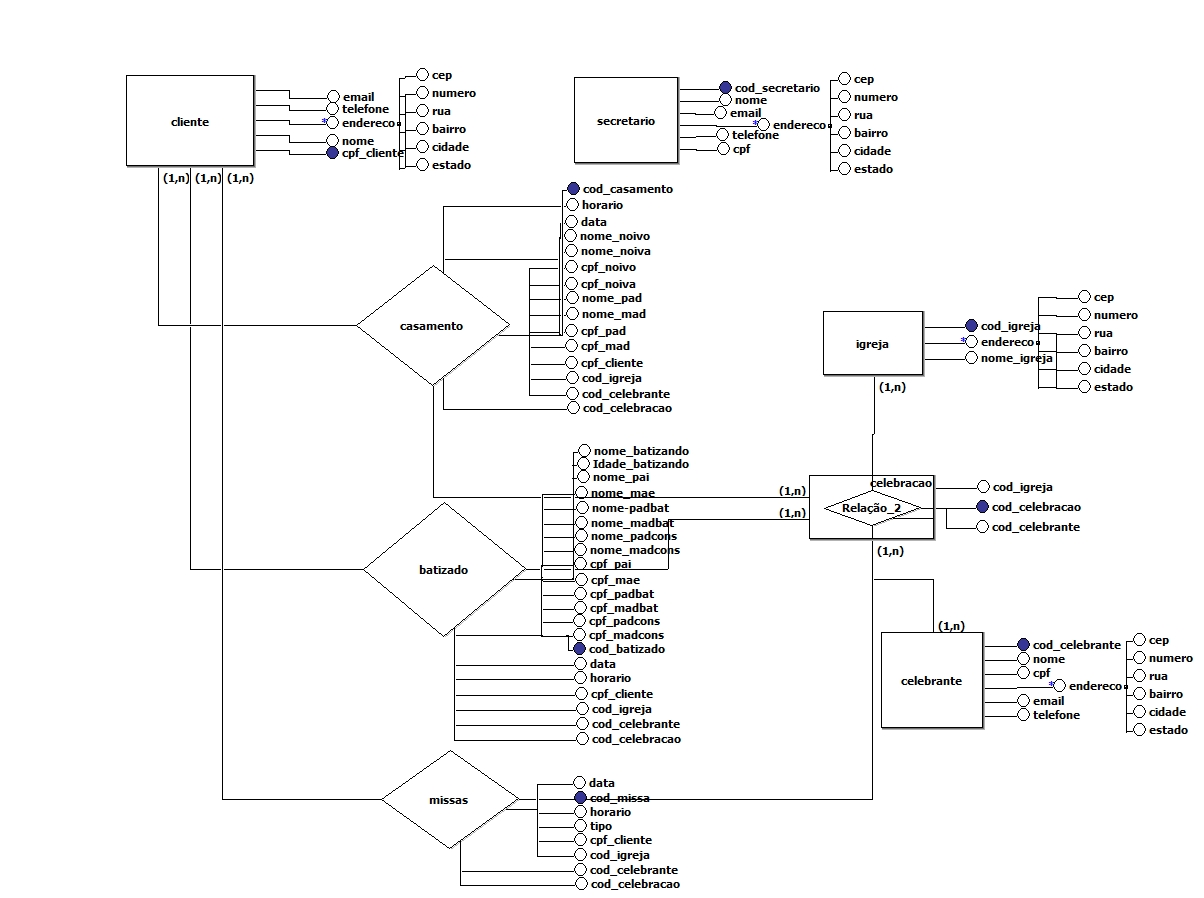 cliente
email
telefone
*
endereco
nome
cpf_cliente
cep
numero
rua
bairro
cidade
estado
(1,n)
(1,n)
(1,n)
secretario
cod_secretario
nome
email
*
endereco
telefone
cpf
cep
numero
rua
bairro
cidade
estado
casamento
cod_casamento
horario
data
nome_noivo
nome_noiva
cpf_noivo
cpf_noiva
nome_pad
nome_mad
cpf_pad
cpf_mad
cpf_cliente
cod_igreja
cod_celebrante
cod_celebracao
igreja
cod_igreja
*
endereco
nome_igreja
cep
numero
rua
bairro
cidade
estado
(1,n)
batizado
nome_batizando
Idade_batizando
nome_pai
nome_mae
nome-padbat
nome_madbat
nome_padcons
nome_madcons
cpf_pai
cpf_mae
cpf_padbat
cpf_madbat
cpf_padcons
cpf_madcons
cod_batizado
data
horario
cpf_cliente
cod_igreja
cod_celebrante
cod_celebracao
(1,n)
(1,n)
celebracao
Relação_2
cod_igreja
cod_celebracao
cod_celebrante
(1,n)
(1,n)
celebrante
cod_celebrante
nome
cpf
*
endereco
email
telefone
cep
numero
rua
bairro
cidade
estado
missas
data
cod_missa
horario
tipo
cpf_cliente
cod_igreja
cod_celebrante
cod_celebracao